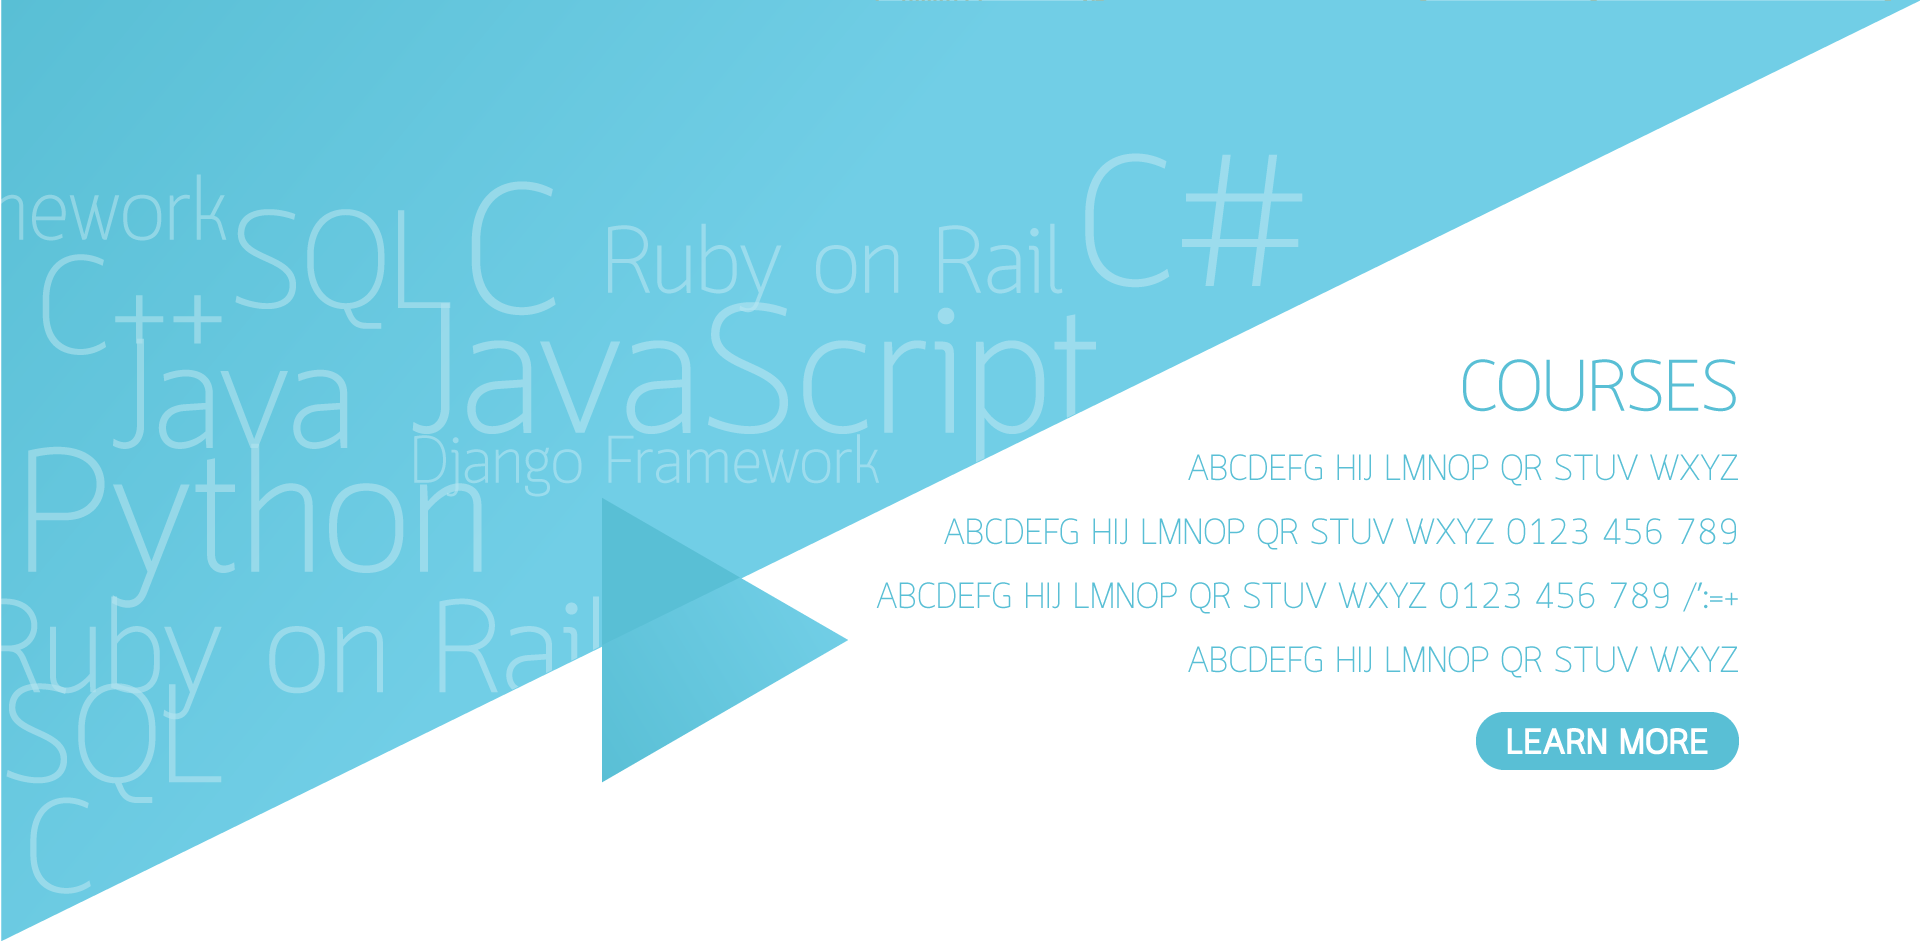 nework
SQL
C
Ruby on Rail
C#
C++
Java
JavaScript
Django Framework
Python
Ruby on Rail
SQL
C
COURSES
ABCDEFG HIJ LMNOP QR STUV WXYZ
ABCDEFG HIJ LMNOP QR STUV WXYZ 0123 456 789
ABCDEFG HIJ LMNOP QR STUV WXYZ 0123 456 789 /':=+
ABCDEFG HIJ LMNOP QR STUV WXYZ
LEARN MORE